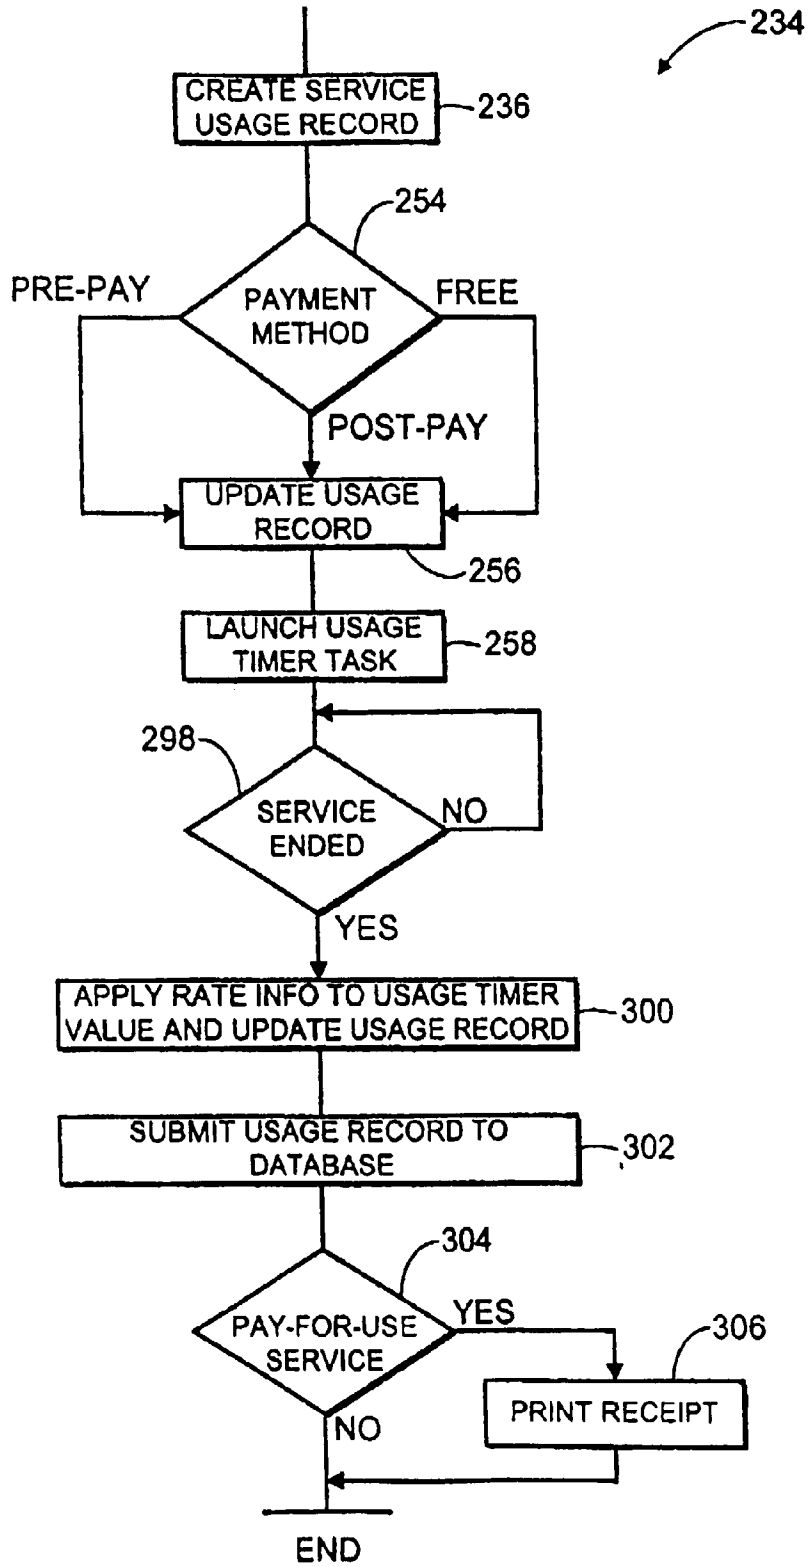 234
CREATE SERVICE
USAGE RECORD
236
254
PRE-PAY
PAYMENT
METHOD
FREE
POST-PAY
UPDATE USAGE
RECORD
256
LAUNCH USAGE
TIMER TASK
258
298
SERVICE
ENDED
NO
YES
APPLY RATE INFO TO USAGE TIMER
VALUE AND UPDATE USAGE RECORD
300
SUBMIT USAGE RECORD TO
DATABASE
302
304
PAY-FOR-USE
SERVICE
YES
306
PRINT RECEIPT
NO
END